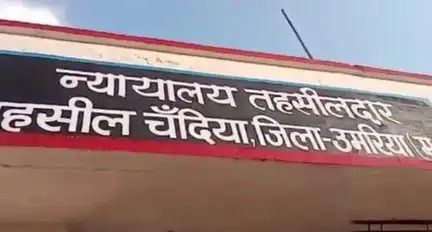 न्यायालय तहसीलदार
हसील चँदिया, जिला-उमरिया